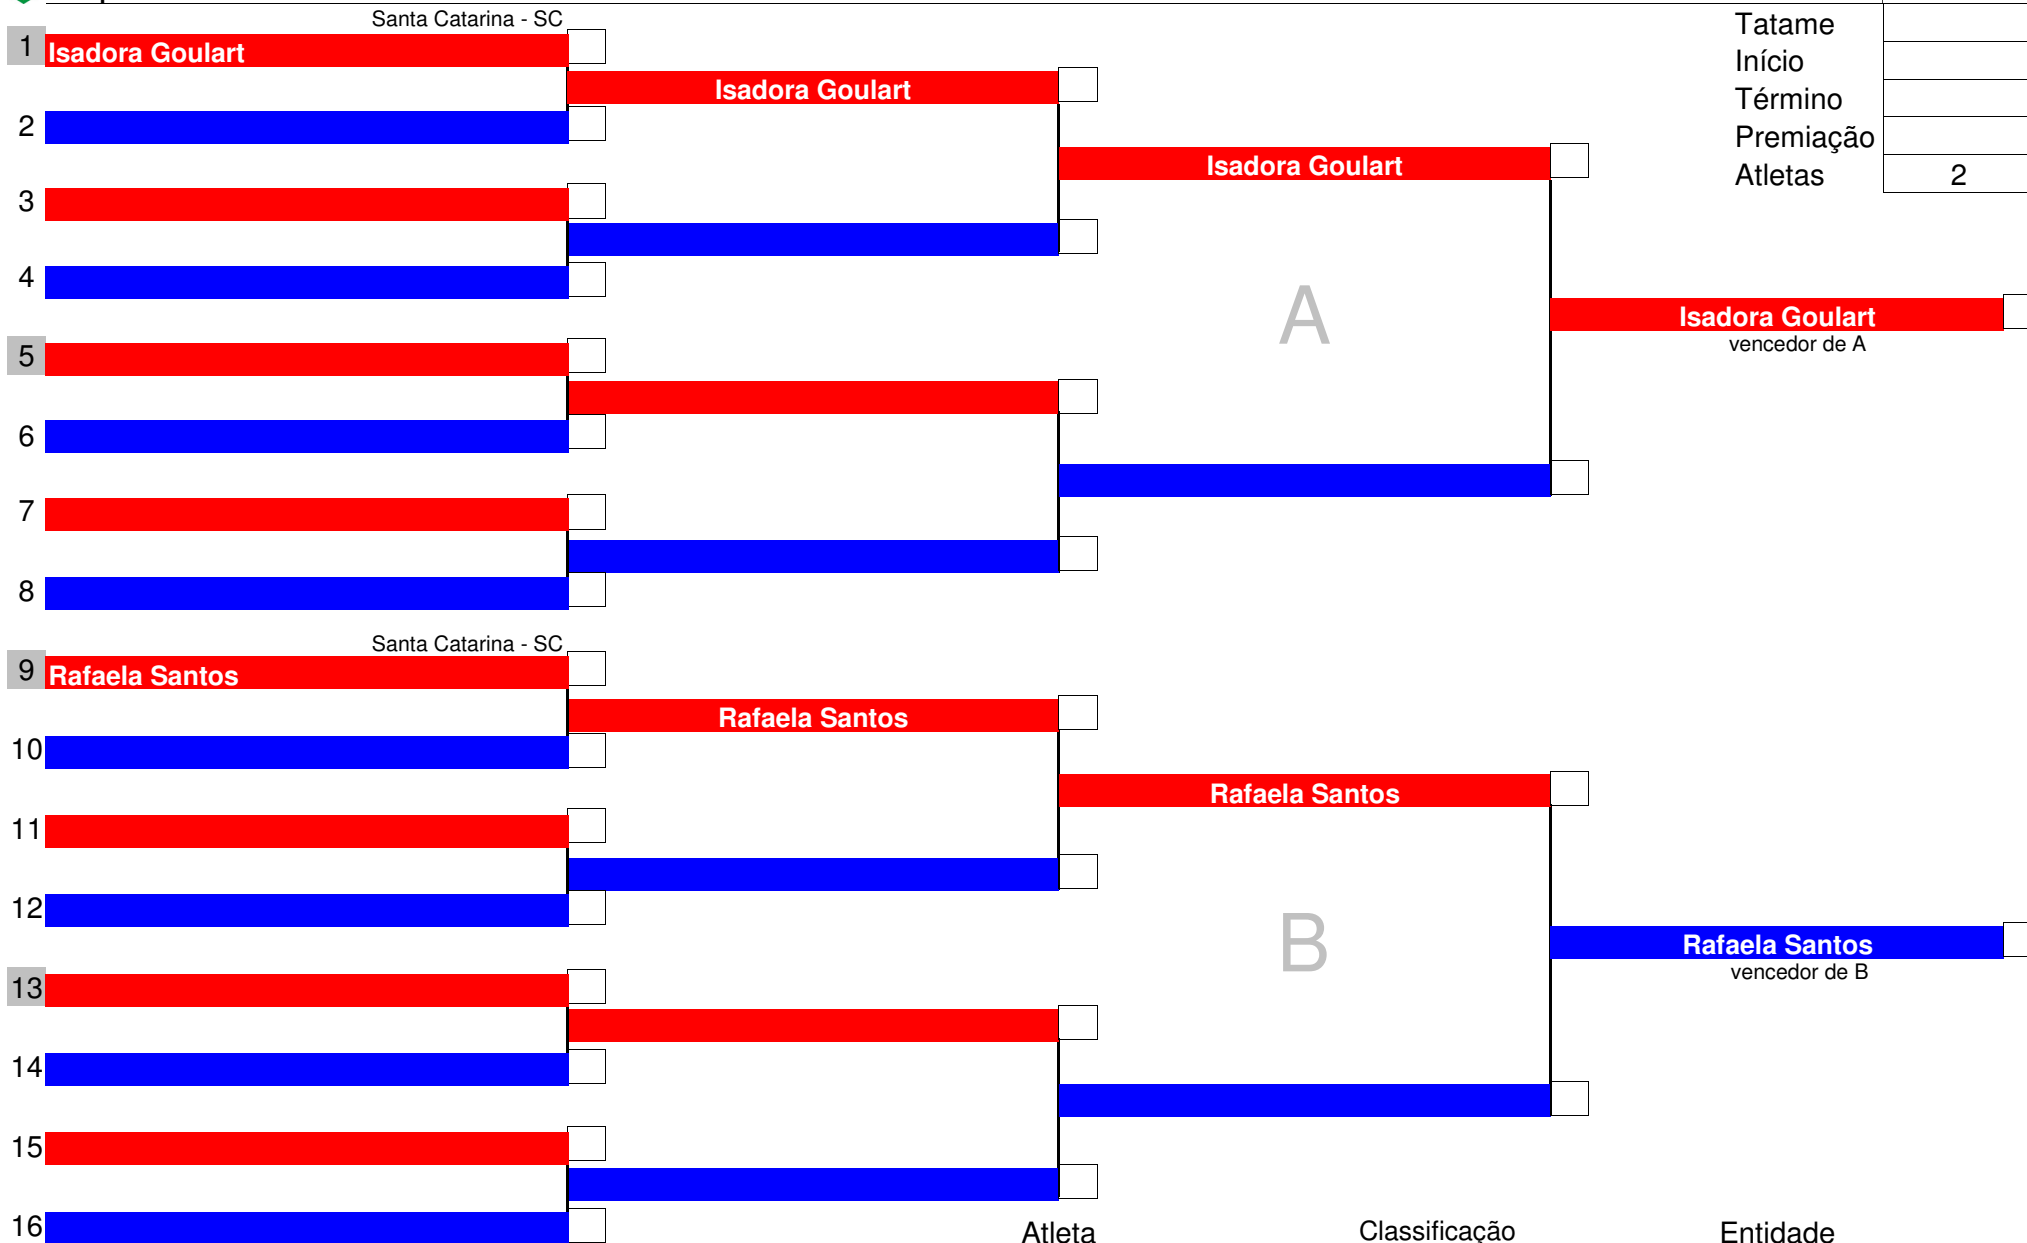 Santa Catarina - SC
Tatame
1 Isadora Goulart
Início
Isadora Goulart
Término
2
Premiação
Isadora Goulart
Atletas 2
3
4
A
Isadora Goulart
vencedor de A
5
6
7
8
Santa Catarina - SC
9 Rafaela Santos
Rafaela Santos
10
Rafaela Santos
11
12
B
Rafaela Santos
vencedor de B
13
14
15
16
Atleta Classificação Entidade